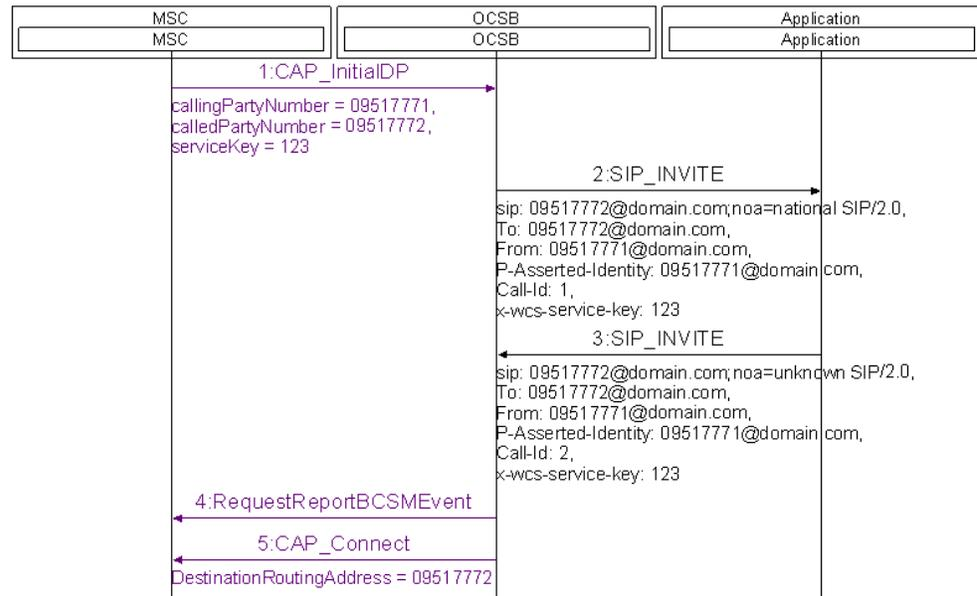 MSC OCSB Application
MSC OCSB Application
1:CAP_InitialDP
callingPartyNumber = 09517771,
calledPartyNumber = 09517772,
serviceKey = 123
2:SIP_INVITE
sip: 09517772@domain.com;noa=national SIP/2.0,
To: 09517772@domain.com,
From: 09517771@domain.com,
P-Asserted-Identity: 09517771@domain.com,
Call-Id: 1,
x-wcs-service-key: 123
3:SIP_INVITE
sip: 09517772@domain.com;noa=unknown SIP/2.0,
To: 09517772@domain.com,
From: 09517771@domain.com,
P-Asserted-Identity: 09517771@domain.com,
Call-Id: 2,
x-wcs-service-key: 123
4:RequestReportBCSMEvent
5:CAP_Connect
DestinationRoutingAddress = 09517772